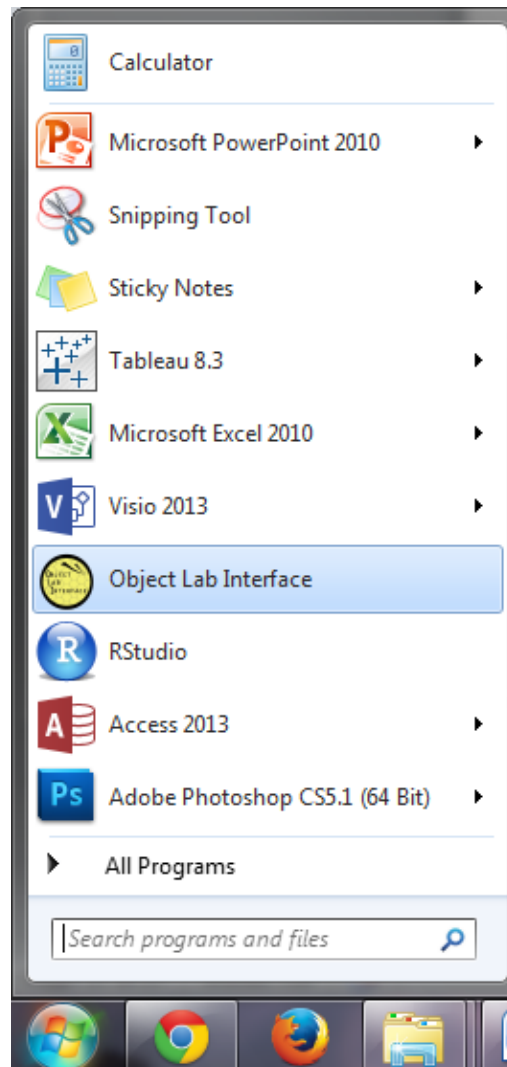 Calculator
Microsoft PowerPoint 2010
Snipping Tool
Sticky Notes
Tableau 8.3
Microsoft Excel 2010
Visio 2013
Object Lab Interface
RStudio
Access 2013
Ps Adobe Photoshop CS5.1 (64 Bit)
All Programs
Search programs and files